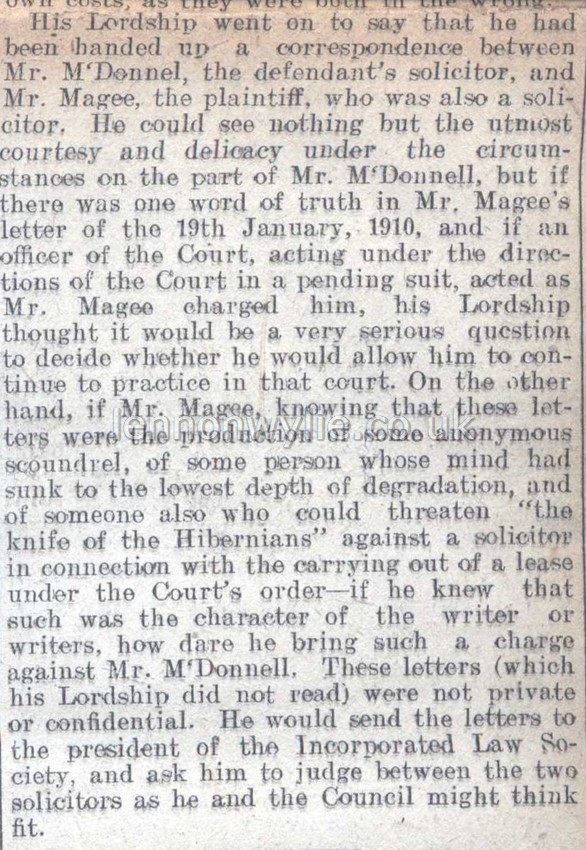 own costs, as they were both in the wrong.
His Lordship went on to say that he had
been handed up a correspondence between
Mr. M‘Donnel, the defendant's solicitor, and
Mr. Magee, the plaintiff, who was also a soli-
citor. He could see nothing but the utmost
courtesy and delicacy under the circum-
stances on the part of Mr. M‘Donnell, but if
there was one word of truth in Mr. Magee's
letter of the 19th January, 1910, and if an
officer of the Court, acting under the direc-
tions of the Court in a pending suit, acted as
Mr. Magee charged him, his Lordship
thought it would be a very serious question
to decide whether he would allow him to con-
tinue to practice in that court. On the other
hand, if Mr. Magee, knowing that these let-
lennonwylie.co.uk
ters were the production of some anonymous
scoundrel, of some person whose mind had
sunk to the lowest depth of degradation, and
of someone also who could threaten "the
knife of the Hibernians" against a solicitor
in connection with the carrying out of a lease
under the Court's order—if he knew that
such was the character of the writer or
writers, how dare he bring such a charge
against Mr. M‘Donnell. These letters (which
his Lordship did not read) were not private
or confidential. He would send the letters to
the president of the Incorporated Law So-
ciety, and ask him to judge between the two
solicitors as he and the Council might think
fit.